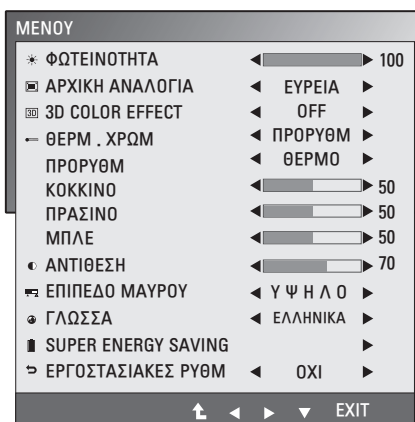 ΜΕΝΟΥ
ΦΩΤΕΙΝΟΤΗΤΑ 100
ΑΡΧΙΚΗ ΑΝΑΛΟΓΙΑ ΕΥΡΕΙΑ
3D 3D COLOR EFFECT OFF
ΘΕΡΜ . ΧΡΩΜ ΠΡΟΡΥΘΜ
ΠΡΟΡΥΘΜ ΘΕΡΜΟ
ΚΟΚΚΙΝΟ 50
ΠΡΑΣΙΝΟ 50
ΜΠΛΕ 50
ΑΝΤΙΘΕΣΗ 70
ΕΠΙΠΕΔΟ ΜΑΥΡΟΥ Υ Ψ Η Λ Ο
ΓΛΩΣΣΑ ΕΛΛΗΝΙΚΑ
SUPER ENERGY SAVING
ΕΡΓΟΣΤΑΣΙΑΚΕΣ ΡΥΘΜ ΟΧΙ
EXIT